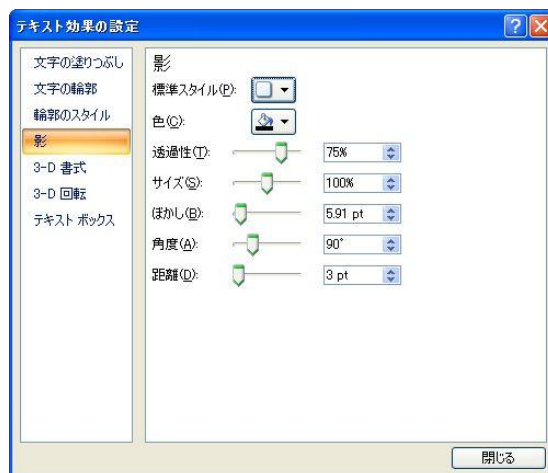 テキスト効果の設定
文字の塗りつぶし
文字の輪郭
輪郭のスタイル
影
3-D 書式
3-D 回転
テキスト ボックス
影
標準スタイル(P):
色(C):
透過性(T): 75%
サイズ(S): 100%
ぼかし(B): 5.91 pt
角度(A): 90°
距離(D): 3 pt
閉じる